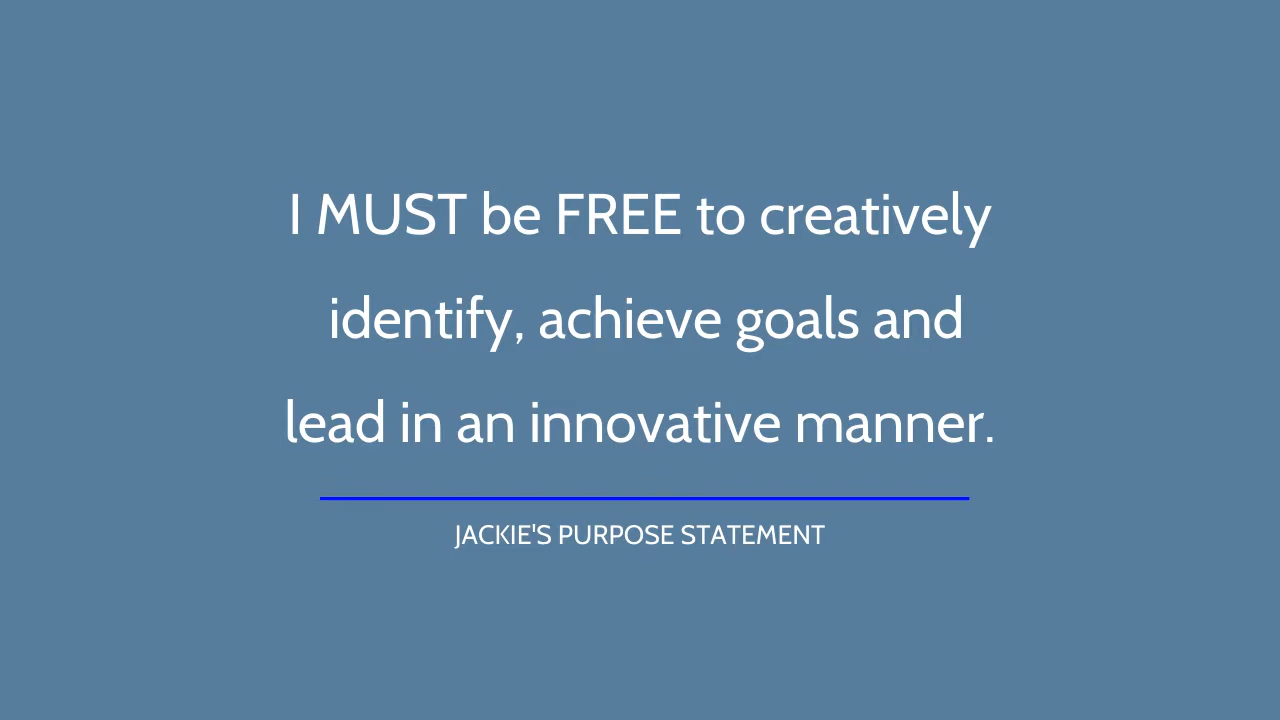 I MUST be FREE to creatively
identify, achieve goals and
lead in an innovative manner.
JACKIE'S PURPOSE STATEMENT